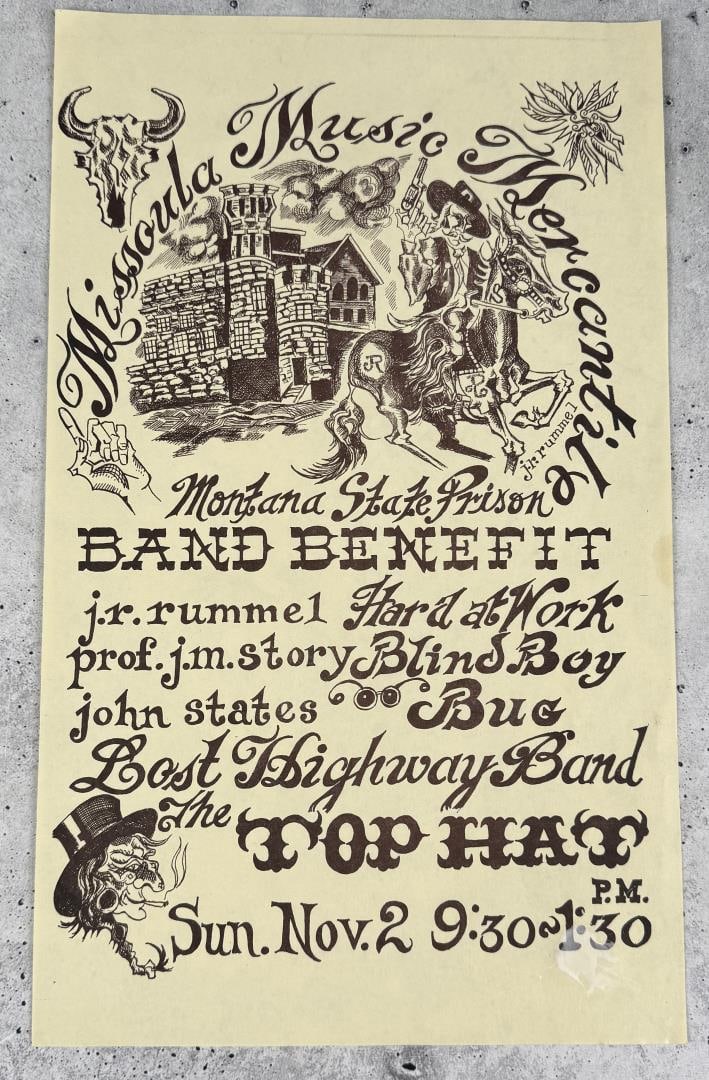 Missoula Music Mercantile
R
j.r. rummel
Montana State Prison
BAND BENEFIT
j.r. rummel Hard at Work
prof. j.m. story Blind Boy
john states Bug
Lost Highway Band
The TOP HAT
Sun. Nov. 2 9:30~1:30 P.M.